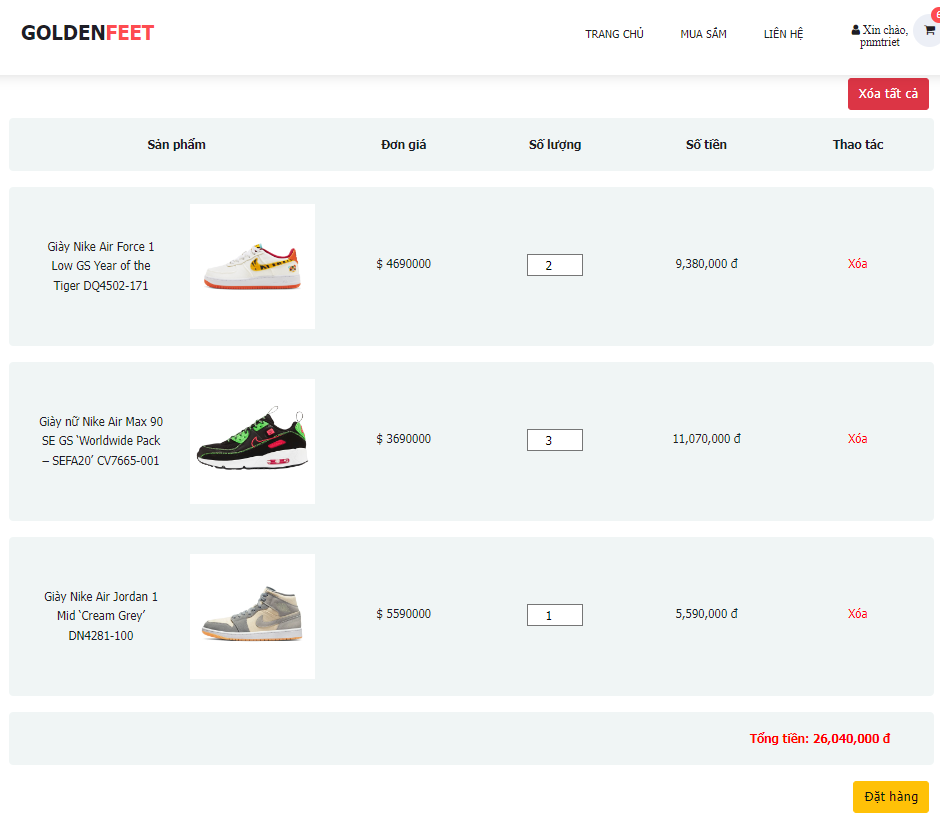 GOLDENFEET
TRANG CHỦ
MUA SẮM
LIÊN HỆ
Xin chào,
pnmtriet
Xóa tất cả
Sản phẩm
Đơn giá
Số lượng
Số tiền
Thao tác
Giày Nike Air Force 1
Low GS Year of the
Tiger DQ4502-171
$ 4690000
2
9,380,000 đ
Xóa
Giày nữ Nike Air Max 90
SE GS ‘Worldwide Pack
– SEFA20’ CV7665-001
$ 3690000
3
11,070,000 đ
Xóa
Giày Nike Air Jordan 1
Mid ‘Cream Grey’
DN4281-100
$ 5590000
1
5,590,000 đ
Xóa
Tổng tiền: 26,040,000 đ
Đặt hàng